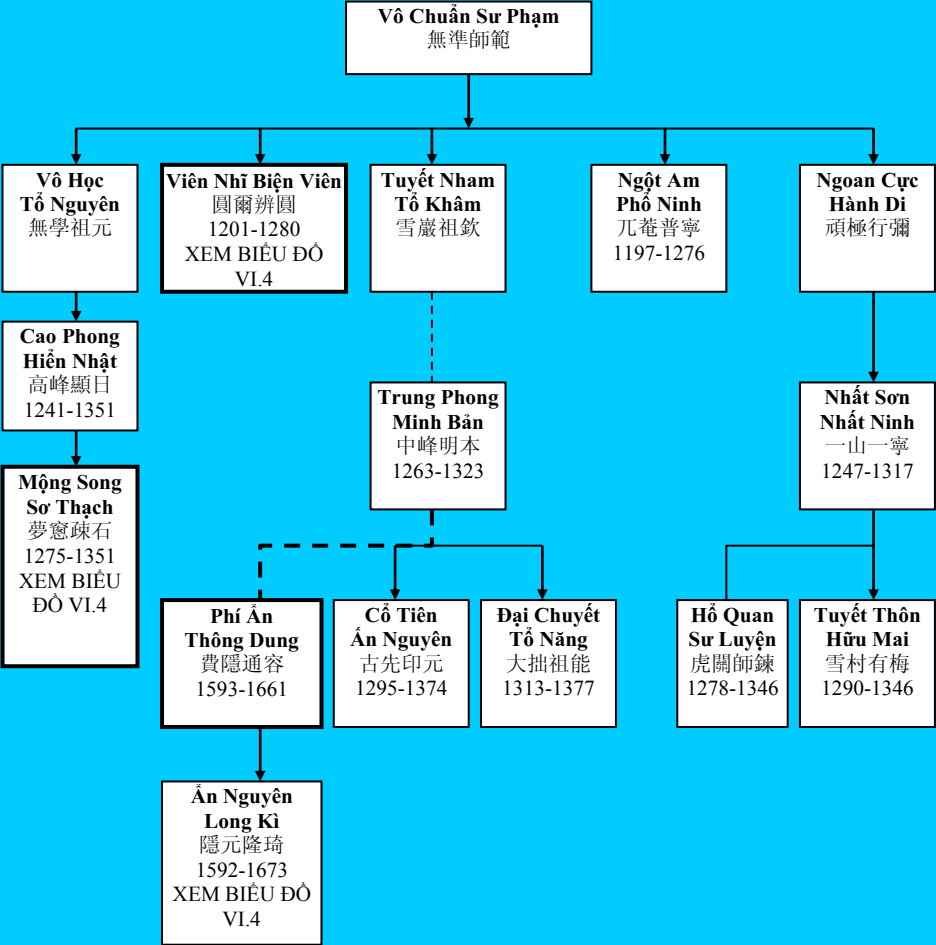 Vô Chuẩn Sư Phạm
無準師範
Vô Học
Tổ Nguyên
無學祖元
Viên Nhĩ Biện Viên
圓爾辨圓
1201-1280
XEM BIỂU ĐỒ
VI.4
Tuyết Nham
Tổ Khâm
雪巖祖欽
Ngột Am
Phổ Ninh
兀菴普寧
1197-1276
Ngoan Cực
Hành Di
頑極行彌
Cao Phong
Hiển Nhật
高峰顯日
1241-1351
Trung Phong
Minh Bản
中峰明本
1263-1323
Nhất Sơn
Nhất Ninh
一山一寧
1247-1317
Mộng Song
Sơ Thạch
夢窻疎石
1275-1351
XEM BIỂU
ĐỒ VI.4
Phí Ẩn
Thông Dung
費隱通容
1593-1661
Cổ Tiên
Ấn Nguyên
古先印元
1295-1374
Đại Chuyết
Tổ Năng
大拙祖能
1313-1377
Hổ Quan
Sư Luyện
虎關師鍊
1278-1346
Tuyết Thôn
Hữu Mai
雪村有梅
1290-1346
Ẩn Nguyên
Long Kì
隱元隆琦
1592-1673
XEM BIỂU ĐỒ
VI.4